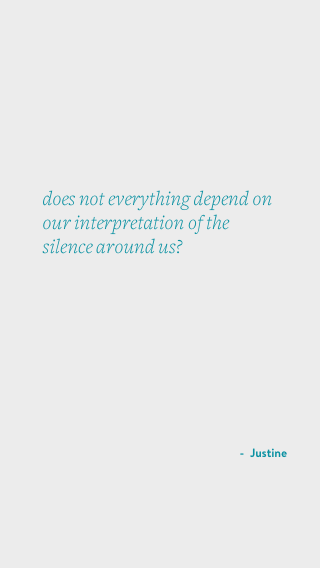 does not everything depend on
our interpretation of the
silence around us?
- Justine